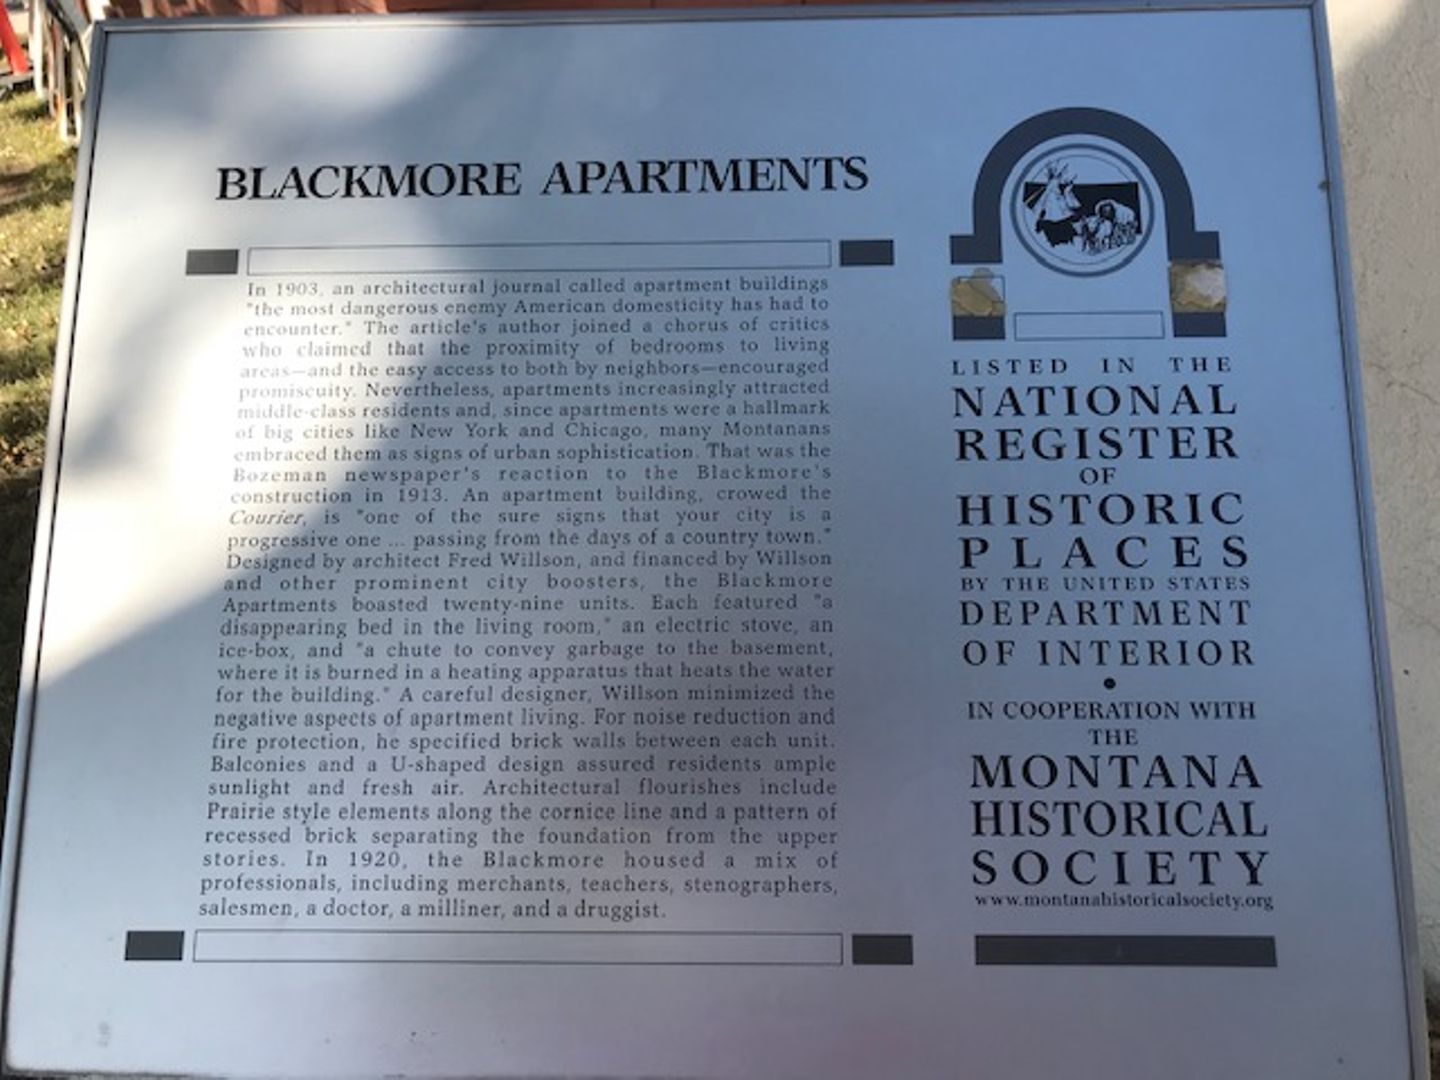 BLACKMORE APARTMENTS
In 1903, an architectural journal called apartment buildings
"the most dangerous enemy American domesticity has had to
encounter." The article's author joined a chorus of critics
who claimed that the proximity of bedrooms to living
areas—and the easy access to both by neighbors—encouraged
promiscuity. Nevertheless, apartments increasingly attracted
middle-class residents and, since apartments were a hallmark
of big cities like New York and Chicago, many Montanans
embraced them as signs of urban sophistication. That was the
Bozeman newspaper's reaction to the Blackmore's
construction in 1913. An apartment building, crowed the
Courier, is "one of the sure signs that your city is a
progressive one ... passing from the days of a country town."
Designed by architect Fred Willson, and financed by Willson
and other prominent city boosters, the Blackmore
Apartments boasted twenty-nine units. Each featured "a
disappearing bed in the living room," an electric stove, an
ice-box, and "a chute to convey garbage to the basement,
where it is burned in a heating apparatus that heats the water
for the building." A careful designer, Willson minimized the
negative aspects of apartment living. For noise reduction and
fire protection, he specified brick walls between each unit.
Balconies and a U-shaped design assured residents ample
sunlight and fresh air. Architectural flourishes include
Prairie style elements along the cornice line and a pattern of
recessed brick separating the foundation from the upper
stories. In 1920, the Blackmore housed a mix of
professionals, including merchants, teachers, stenographers,
salesmen, a doctor, a milliner, and a druggist.
LISTED IN THE
NATIONAL
REGISTER
OF
HISTORIC
PLACES
BY THE UNITED STATES
DEPARTMENT
OF INTERIOR
•
IN COOPERATION WITH
THE
MONTANA
HISTORICAL
SOCIETY
www.montanahistoricalsociety.org